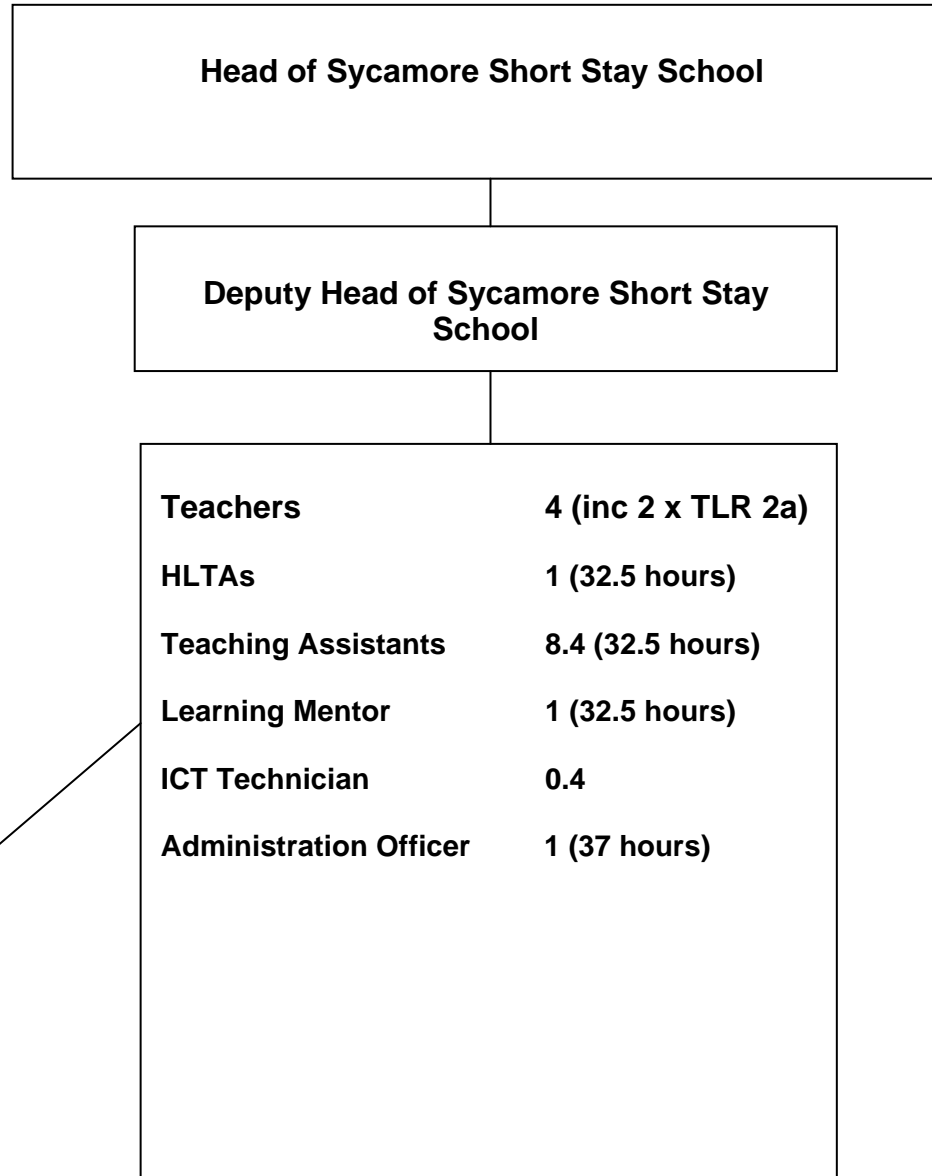 Head of Sycamore Short Stay School
Deputy Head of Sycamore Short Stay
School
Teachers 4 (inc 2 x TLR 2a)
HLTAs 1 (32.5 hours)
Teaching Assistants 8.4 (32.5 hours)
Learning Mentor 1 (32.5 hours)
ICT Technician 0.4
Administration Officer 1 (37 hours)